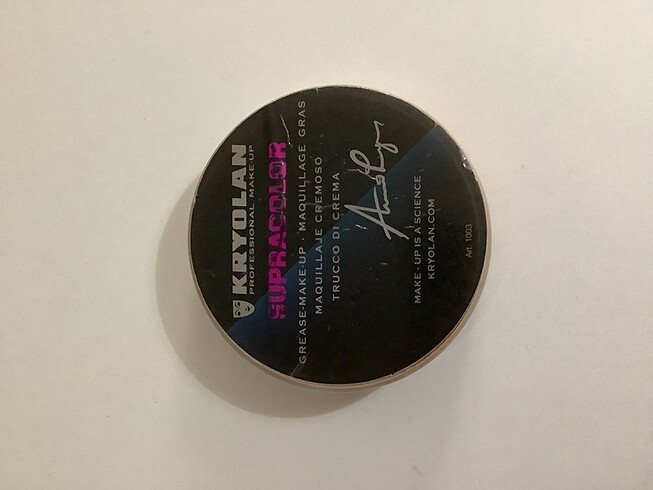 KRYOLAN
PROFESSIONAL MAKE-UP
SUPRACOLOR
GREASE-MAKE-UP · MAQUILLAGE GRAS
MAQUILLAJE CREMOSO
TRUCCO DI CREMA
MAKE-UP IS A SCIENCE
KRYOLAN.COM
Art. 1003